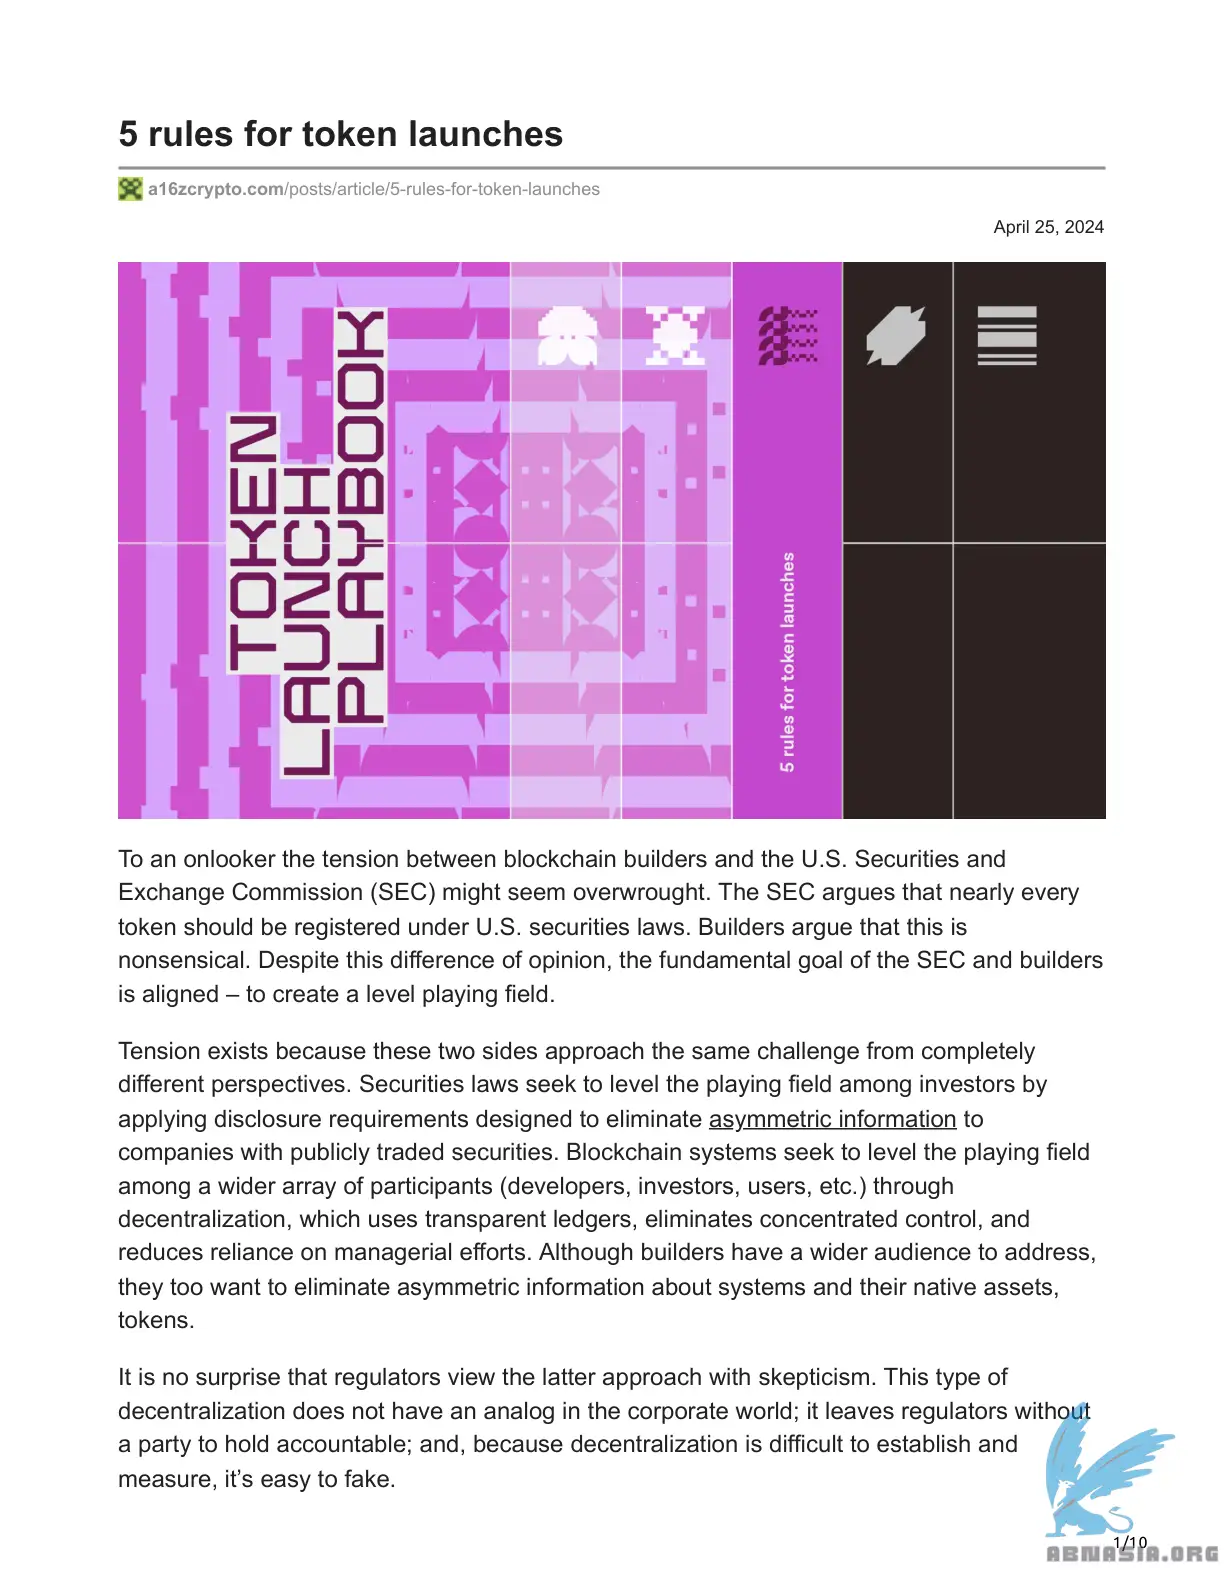 5 rules for token launches
a16zcrypto.com/posts/article/5-rules-for-token-launches
April 25, 2024
TOKEN
LAUNCH
PLAYBOOK
5 rules for token launches
To an onlooker the tension between blockchain builders and the U.S. Securities and
Exchange Commission (SEC) might seem overwrought. The SEC argues that nearly every
token should be registered under U.S. securities laws. Builders argue that this is
nonsensical. Despite this difference of opinion, the fundamental goal of the SEC and builders
is aligned – to create a level playing field.
Tension exists because these two sides approach the same challenge from completely
different perspectives. Securities laws seek to level the playing field among investors by
applying disclosure requirements designed to eliminate asymmetric information to
companies with publicly traded securities. Blockchain systems seek to level the playing field
among a wider array of participants (developers, investors, users, etc.) through
decentralization, which uses transparent ledgers, eliminates concentrated control, and
reduces reliance on managerial efforts. Although builders have a wider audience to address,
they too want to eliminate asymmetric information about systems and their native assets,
tokens.
It is no surprise that regulators view the latter approach with skepticism. This type of
decentralization does not have an analog in the corporate world; it leaves regulators without
a party to hold accountable; and, because decentralization is difficult to establish and
measure, it’s easy to fake.
1/10
ABNASIA.ORG